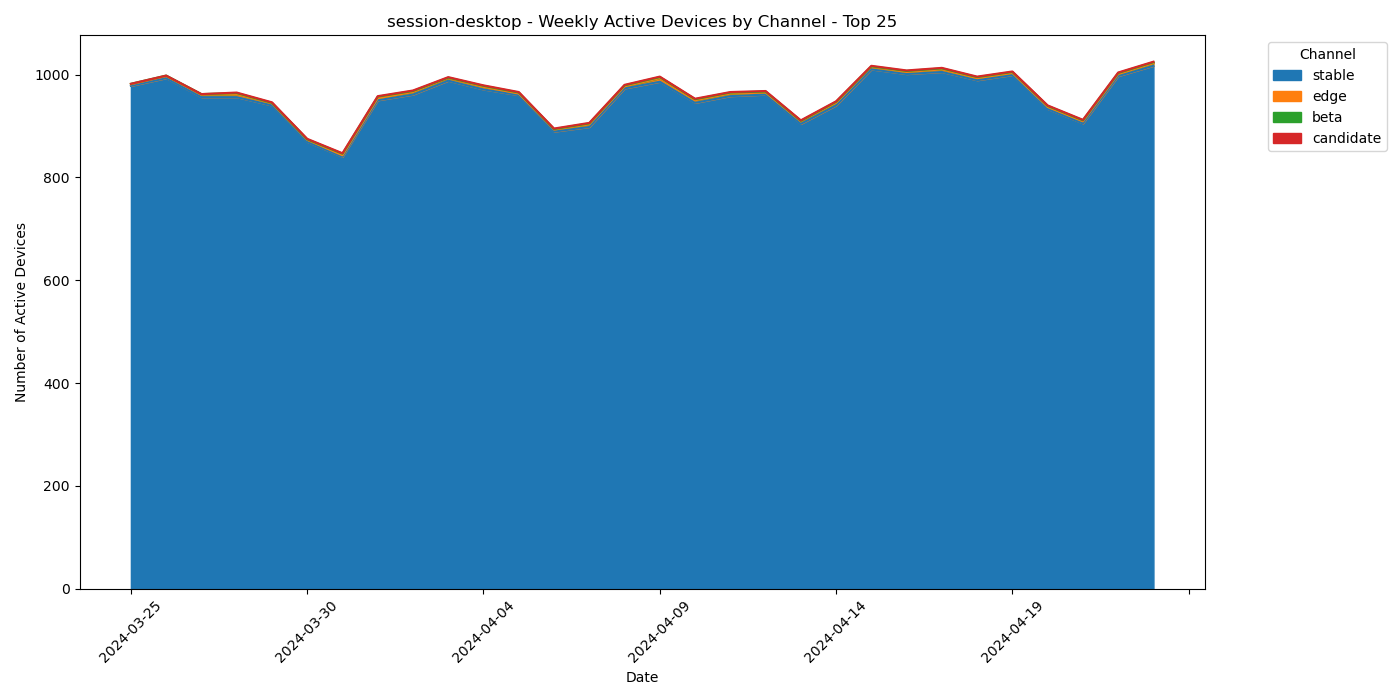 session-desktop - Weekly Active Devices by Channel - Top 25
Channel
stable
edge
beta
candidate
1000
800
600
400
200
0
Number of Active Devices
2024-03-25
2024-03-30
2024-04-04
2024-04-09
2024-04-14
2024-04-19
Date